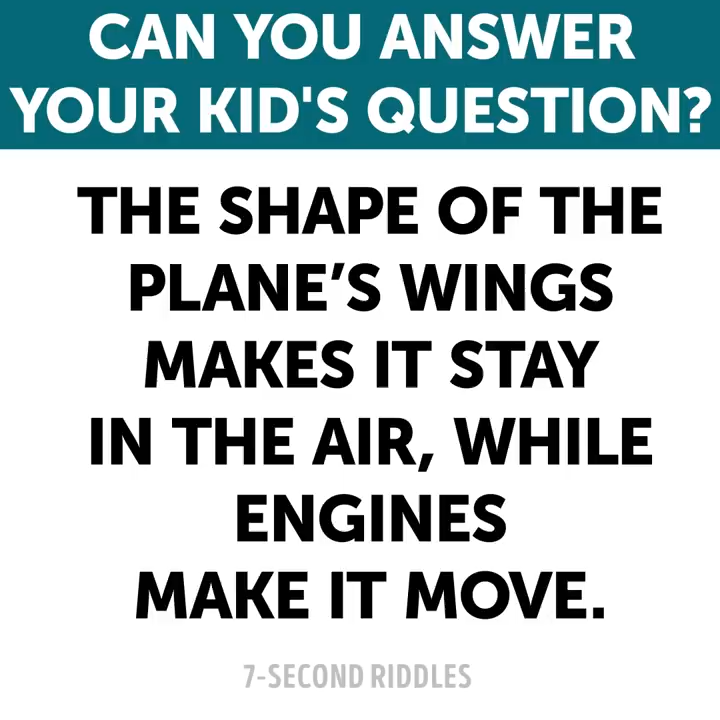 CAN YOU ANSWER
YOUR KID'S QUESTION?
THE SHAPE OF THE
PLANE’S WINGS
MAKES IT STAY
IN THE AIR, WHILE
ENGINES
MAKE IT MOVE.
7-SECOND RIDDLES